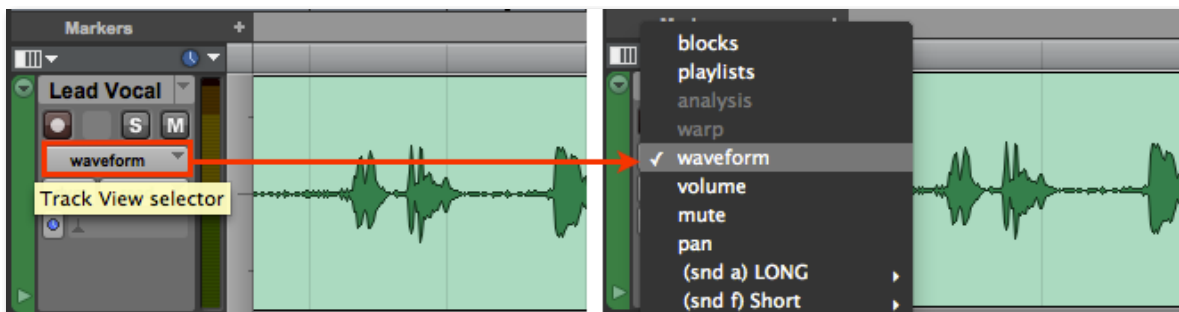 Markers +
Lead Vocal
S M
waveform
Track View selector
blocks
playlists
analysis
warp
✓ waveform
volume
mute
pan
(snd a) LONG
(snd f) Short